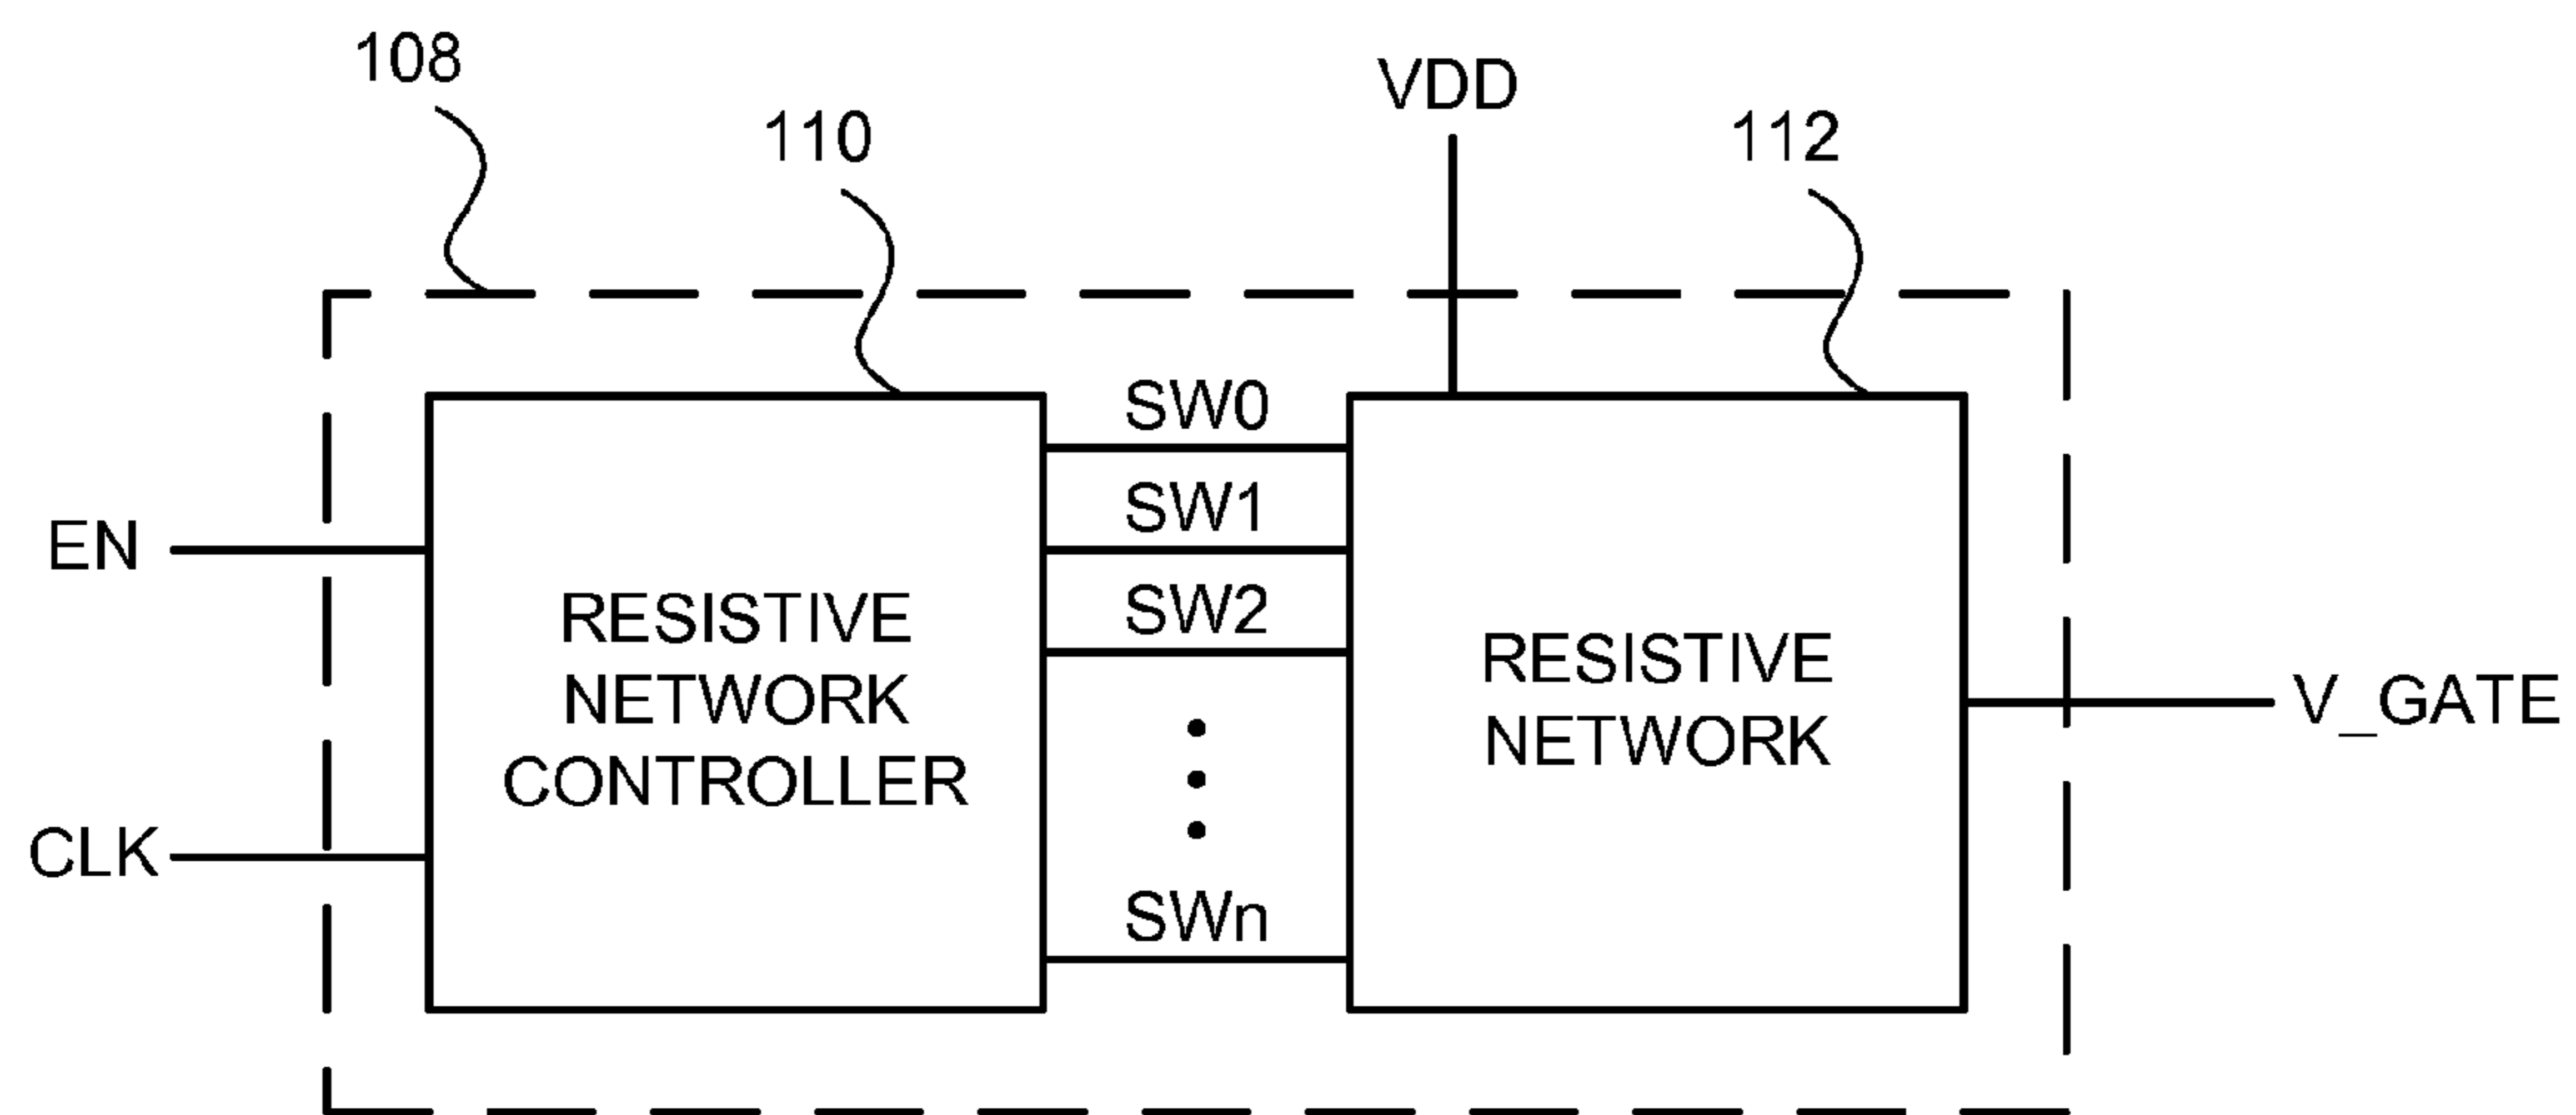 108
110
VDD
112
SW0
SW1
SW2
SWn
EN
CLK
RESISTIVE
NETWORK
CONTROLLER
RESISTIVE
NETWORK
V_GATE